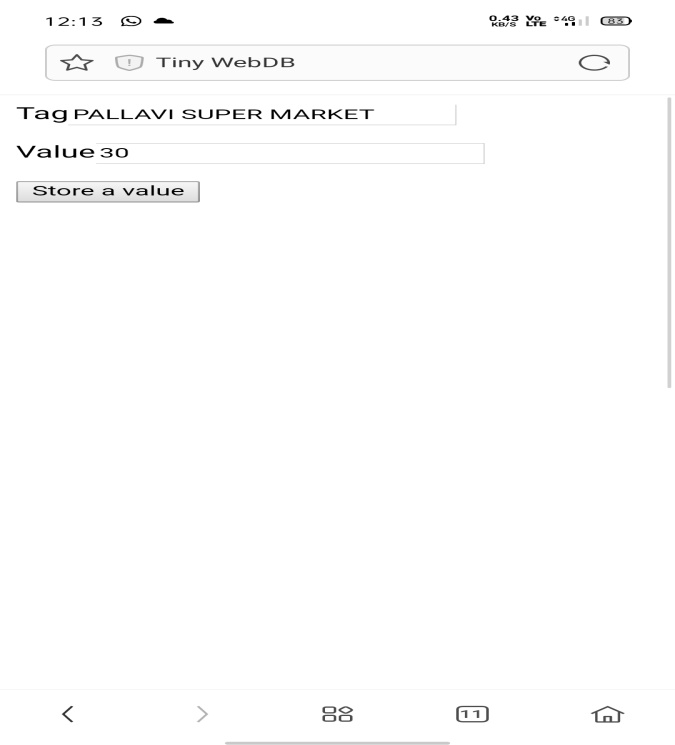 12:13 0.43 KB/S Vo LTE 4G 83
Tiny WebDB
Tag PALLAVI SUPER MARKET
Value 30
Store a value
11